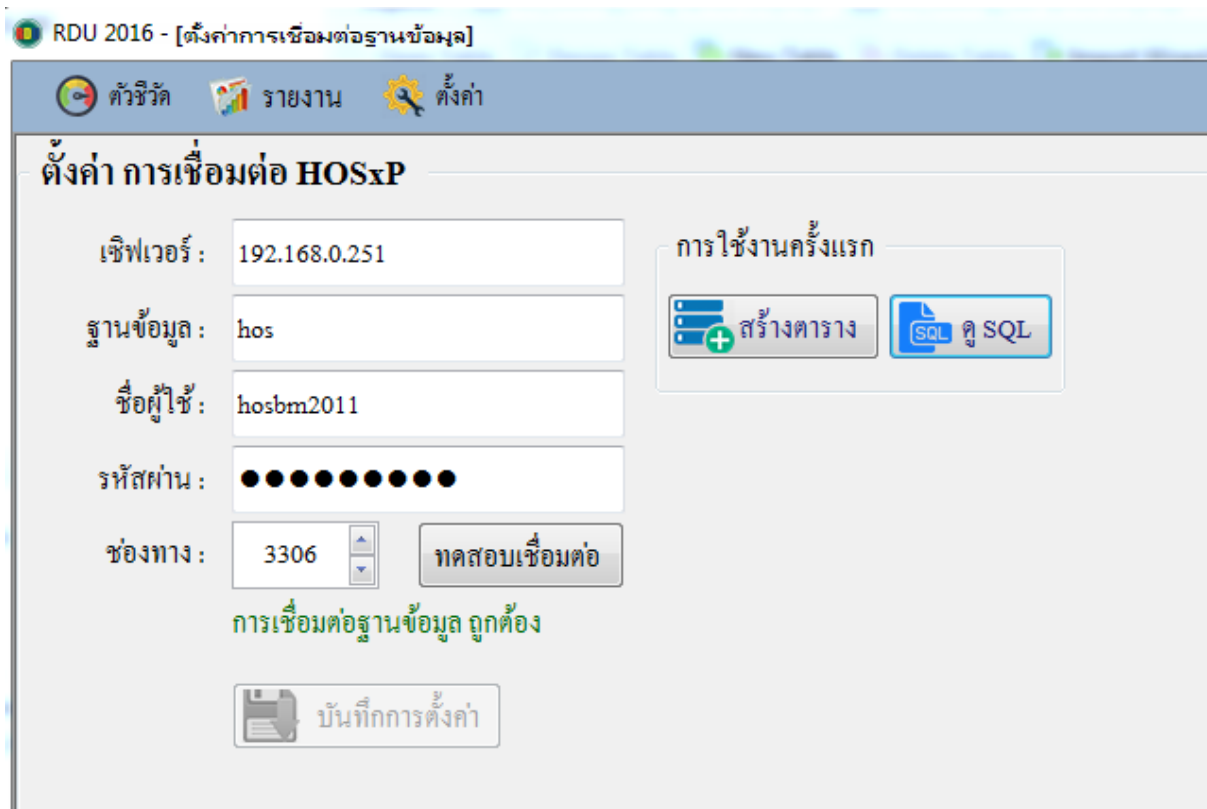 RDU 2016 - [ตั้งค่าการเชื่อมต่อฐานข้อมุล]
ตัวชี้วัด รายงาน ตั้งค่า
ตั้งค่า การเชื่อมต่อ HOSxP
เซิฟเวอร์ : 192.168.0.251
ฐานข้อมูล : hos
ชื่อผู้ใช้ : hosbm2011
รหัสผ่าน : ●●●●●●●●●
ช่องทาง : 3306 ทดสอบเชื่อมต่อ
การเชื่อมต่อฐานข้อมูล ถูกต้อง
บันทึกการตั้งค่า
การใช้งานครั้งแรก
สร้างตาราง SQL ดู SQL